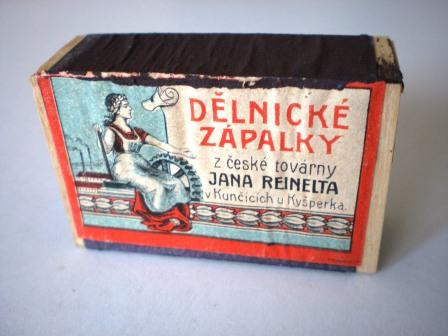 DĚLNICKÉ
ZÁPALKY
z české továrny
JANA REINELTA
v Kunčicích u Kyšperka.